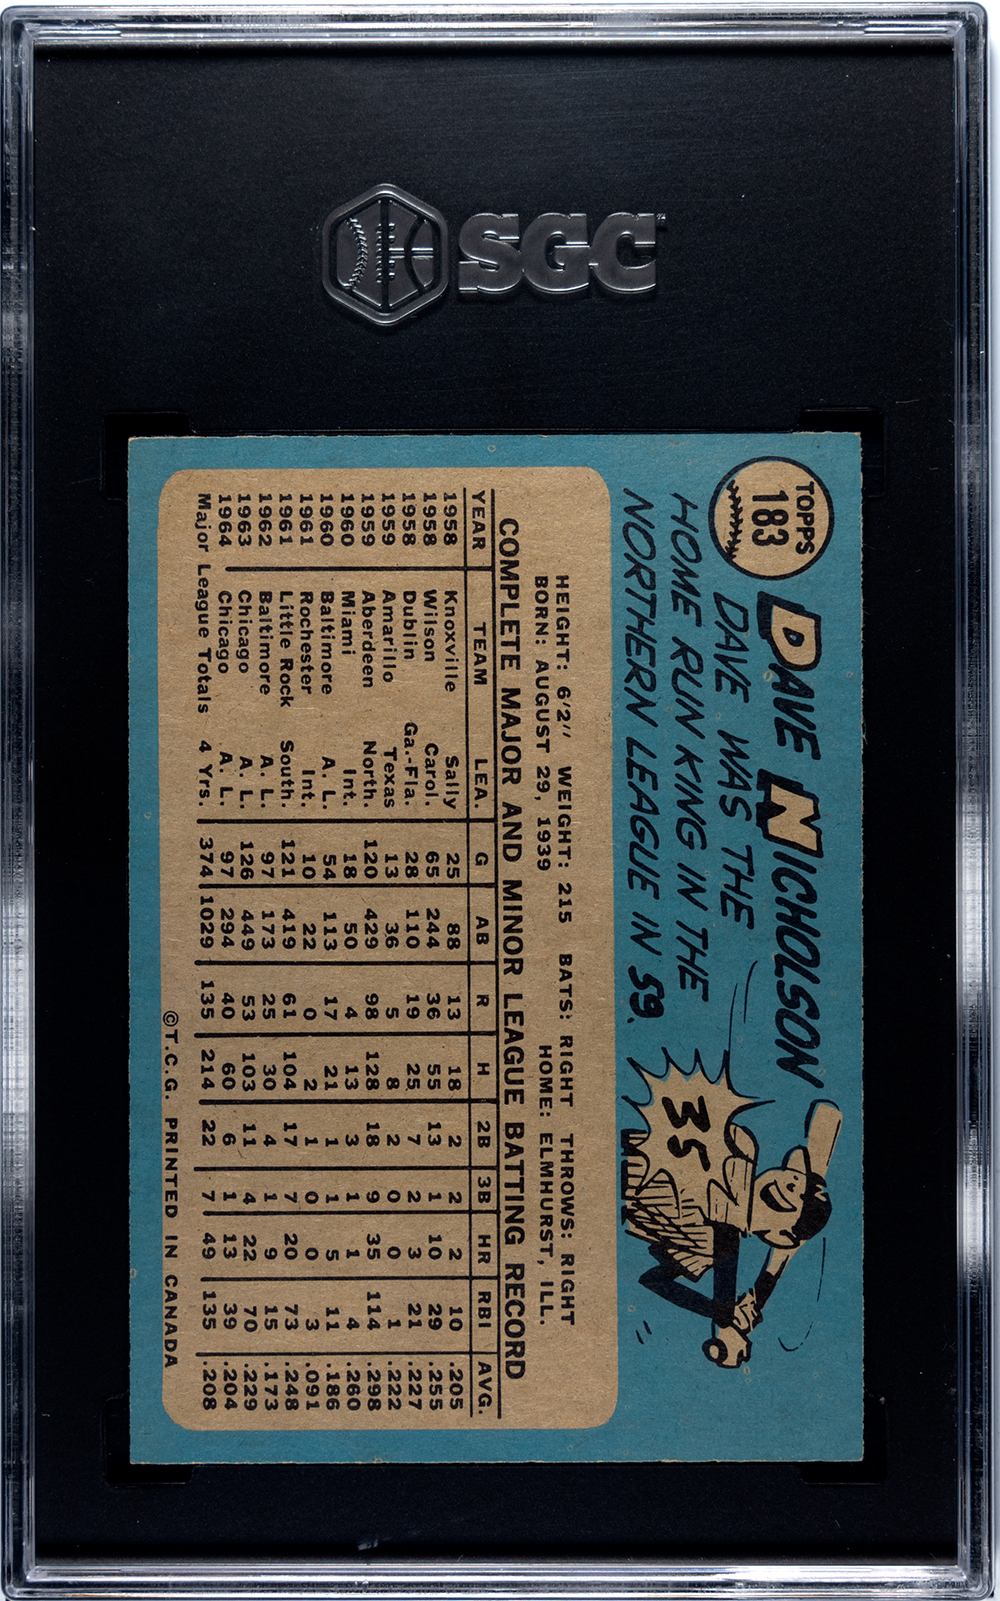 SGC
TOPPS
183
DAVE NICHOLSON
DAVE WAS THE
HOME RUN KING IN THE
NORTHERN LEAGUE IN 59.
35
HEIGHT: 6'2" WEIGHT: 215 BATS: RIGHT THROWS: RIGHT
BORN: AUGUST 29, 1939 HOME: ELMHURST, ILL.
COMPLETE MAJOR AND MINOR LEAGUE BATTING RECORD
YEAR TEAM LEA. G AB R H 2B 3B HR RBI AVG.
1958 Knoxville Sally 25 88 13 18 2 2 2 10 .205
1958 Wilson Carol. 65 244 36 55 13 1 10 29 .255
1958 Dublin Ga.-Fla. 28 110 19 25 7 2 3 21 .227
1959 Amarillo Texas 13 36 5 8 2 0 0 1 .222
1959 Aberdeen North. 120 429 98 128 18 9 35 114 .298
1960 Miami Int. 18 50 4 13 3 1 1 4 .260
1960 Baltimore A. L. 54 113 17 21 1 1 5 11 .186
1961 Rochester Int. 10 22 0 2 1 0 0 3 .091
1961 Little Rock South. 121 419 61 104 17 7 20 73 .248
1962 Baltimore A. L. 97 173 25 30 4 1 9 15 .173
1963 Chicago A. L. 126 449 53 103 11 4 22 70 .229
1964 Chicago A. L. 97 294 40 60 6 1 13 39 .204
Major League Totals 4 Yrs. 374 1029 135 214 22 7 49 135 .208
©T.C.G. PRINTED IN CANADA